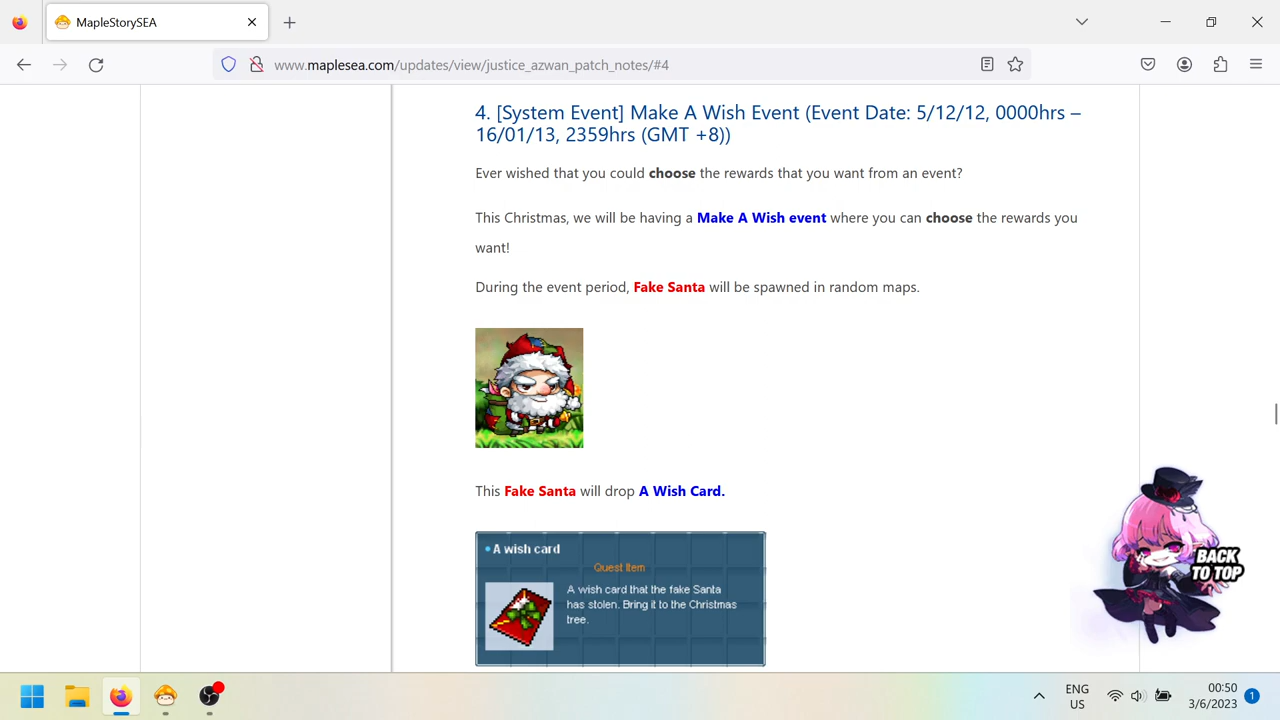 MapleStorySEA
www.maplesea.com/updates/view/justice_azwan_patch_notes/#4
4. [System Event] Make A Wish Event (Event Date: 5/12/12, 0000hrs –
16/01/13, 2359hrs (GMT +8))
Ever wished that you could choose the rewards that you want from an event?
This Christmas, we will be having a Make A Wish event where you can choose the rewards you
want!
During the event period, Fake Santa will be spawned in random maps.
This Fake Santa will drop A Wish Card.
A wish card
Quest Item
A wish card that the fake Santa
has stolen. Bring it to the Christmas
tree.
BACK
TO TOP
ENG
US
00:50
3/6/2023
1